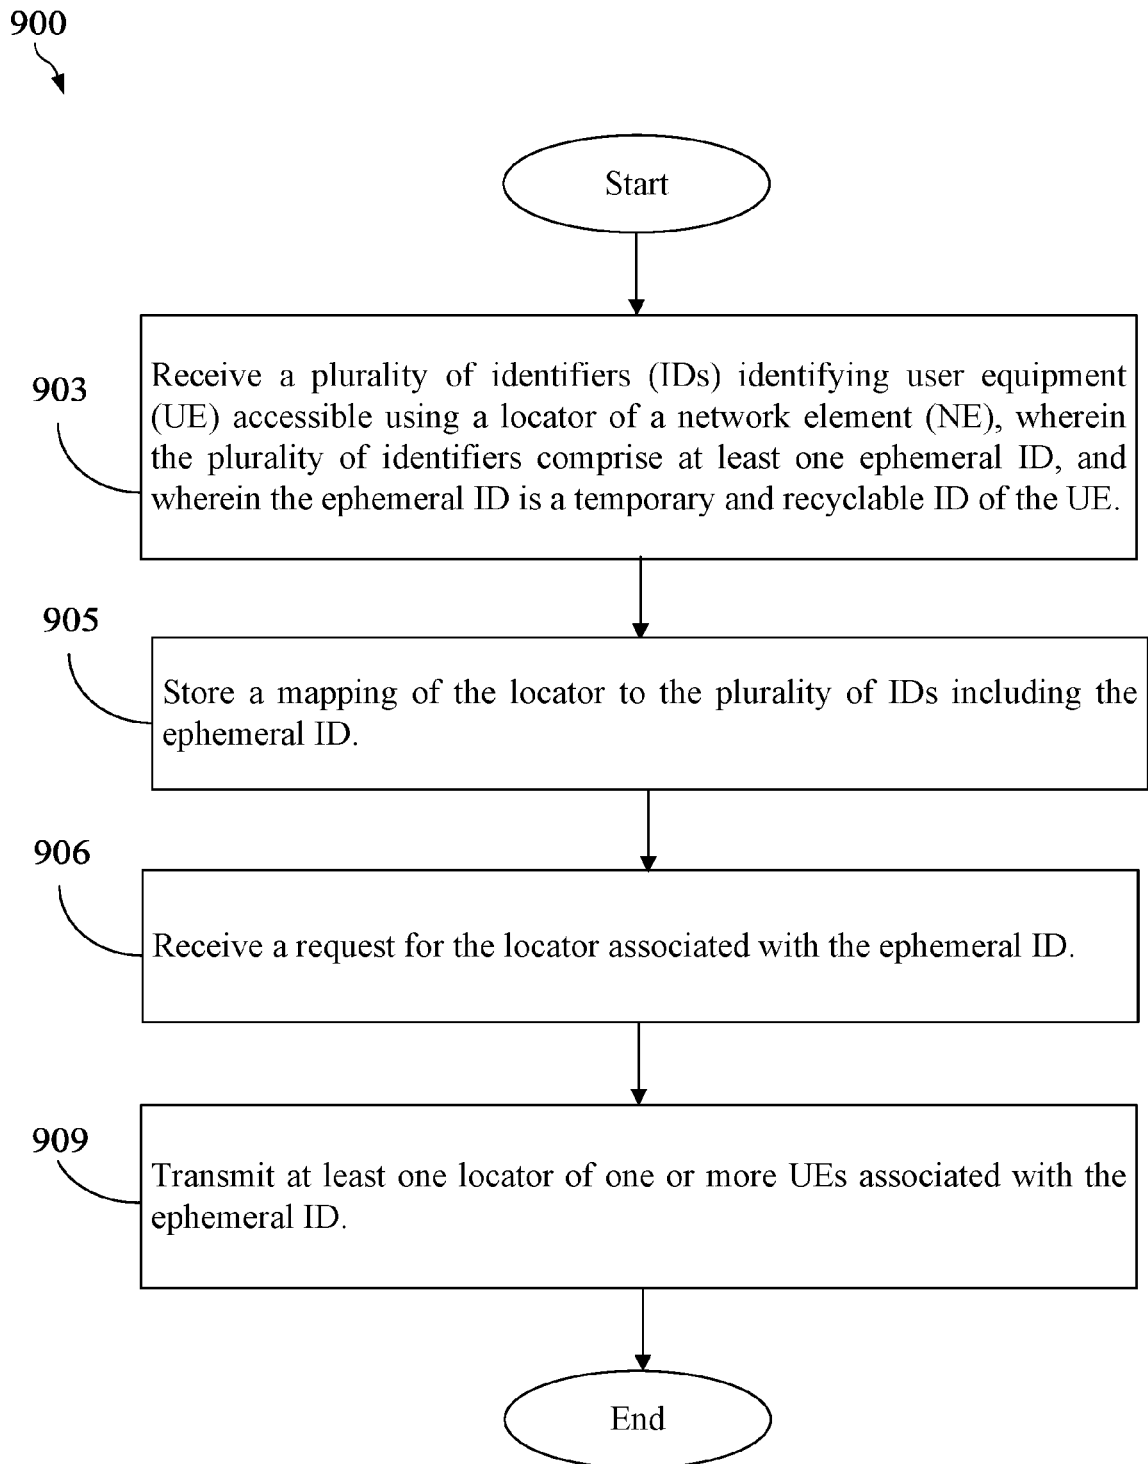 900
Start
903
Receive a plurality of identifiers (IDs) identifying user equipment
(UE) accessible using a locator of a network element (NE), wherein
the plurality of identifiers comprise at least one ephemeral ID, and
wherein the ephemeral ID is a temporary and recyclable ID of the UE.
905
Store a mapping of the locator to the plurality of IDs including the
ephemeral ID.
906
Receive a request for the locator associated with the ephemeral ID.
909
Transmit at least one locator of one or more UEs associated with the
ephemeral ID.
End